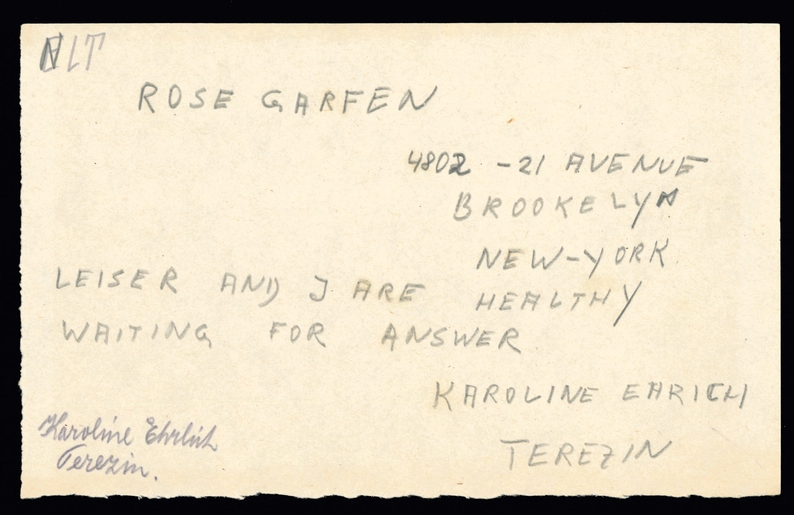 NLT
ROSE GARFEN
4802 - 21 AVENUE
BROOKELYN
NEW-YORK
LEISER AND J ARE HEALTHY
WAITING FOR ANSWER
KAROLINE EHRICH
TEREZIN
Karoline Ehrlich
Terezin.